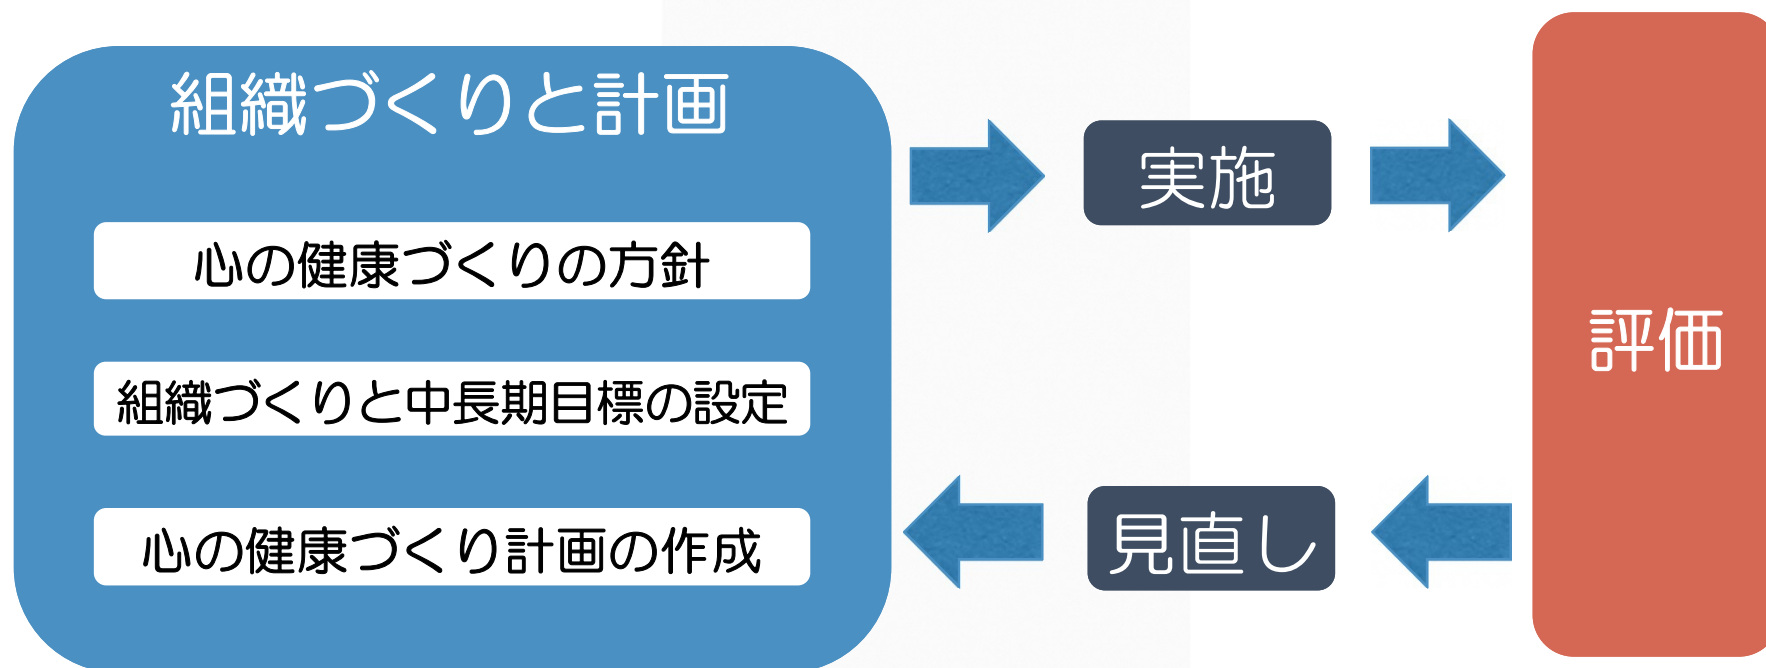 組織づくりと計画
心の健康づくりの方針
組織づくりと中長期目標の設定
心の健康づくり計画の作成
実施
評価
見直し